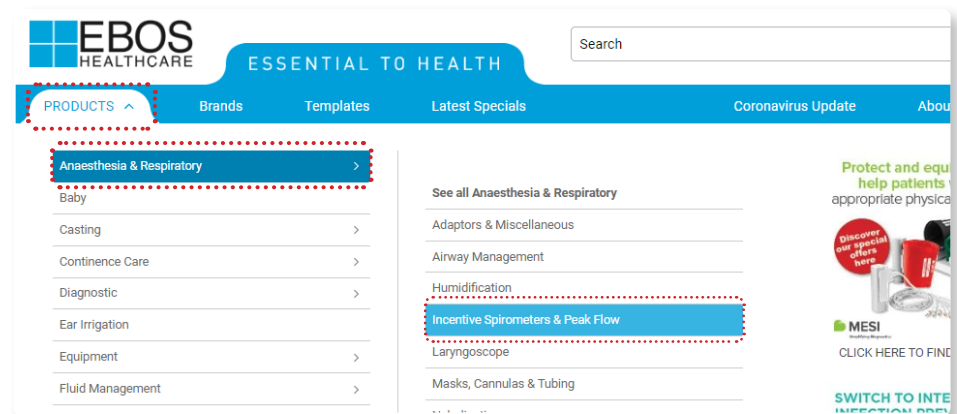 EBOS
HEALTHCARE
ESSENTIAL TO HEALTH
Search
PRODUCTS
Brands
Templates
Latest Specials
Coronavirus Update
Abou
Anaesthesia & Respiratory
Baby
Casting
Continence Care
Diagnostic
Ear Irrigation
Equipment
Fluid Management
See all Anaesthesia & Respiratory
Adaptors & Miscellaneous
Airway Management
Humidification
Incentive Spirometers & Peak Flow
Laryngoscope
Masks, Cannulas & Tubing
Protect and equi
help patients
appropriate physica
Discover
our special
offers
here
MESI
CLICK HERE TO FIND
SWITCH TO INTE